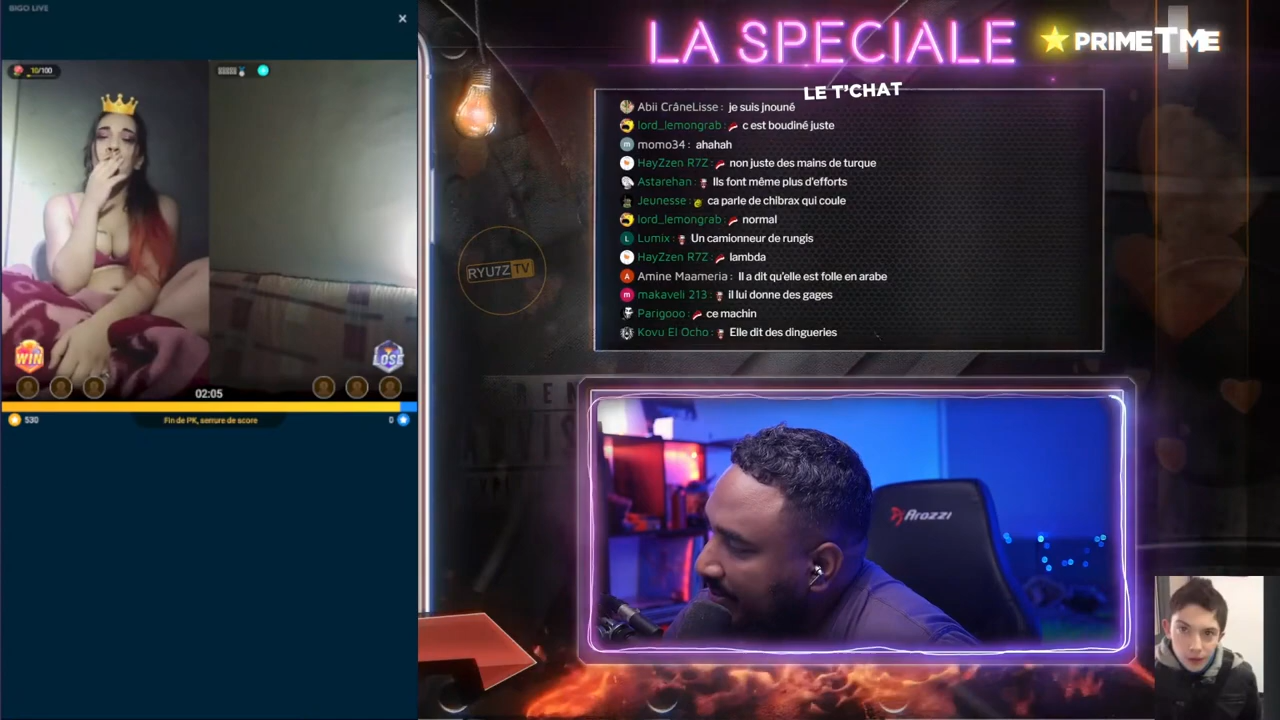 BIGO LIVE
10/100
WIN
LOSE
02:05
530
Fin de PK, serrure de score
0
LA SPECIALE
PRIMETIME
LE T'CHAT
Abii CrâneLisse : je suis jnouné
lord_lemongrab : c est boudiné juste
momo34 : ahahah
HayZzen R7Z : non juste des mains de turque
Astarehan : Ils font même plus d'efforts
Jeunesse : ca parle de chibrax qui coule
lord_lemongrab : normal
Lumix : Un camionneur de rungis
HayZzen R7Z : lambda
Amine Maameria : Il a dit qu'elle est folle en arabe
makaveli 213 : il lui donne des gages
Parigooo : ce machin
Kovu El Ocho : Elle dit des dingueries
RYU7Z TV
Arozzi